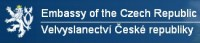 Embassy of the Czech Republic
Velvyslanectví České republiky